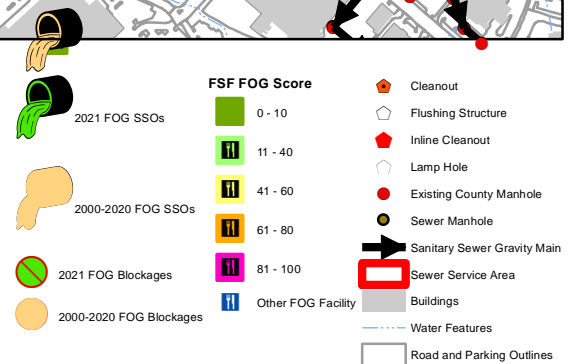 2021 FOG SSOs
2000-2020 FOG SSOs
2021 FOG Blockages
2000-2020 FOG Blockages
FSF FOG Score
0 - 10
11 - 40
41 - 60
61 - 80
81 - 100
Other FOG Facility
Cleanout
Flushing Structure
Inline Cleanout
Lamp Hole
Existing County Manhole
Sewer Manhole
Sanitary Sewer Gravity Main
Sewer Service Area
Buildings
Water Features
Road and Parking Outlines